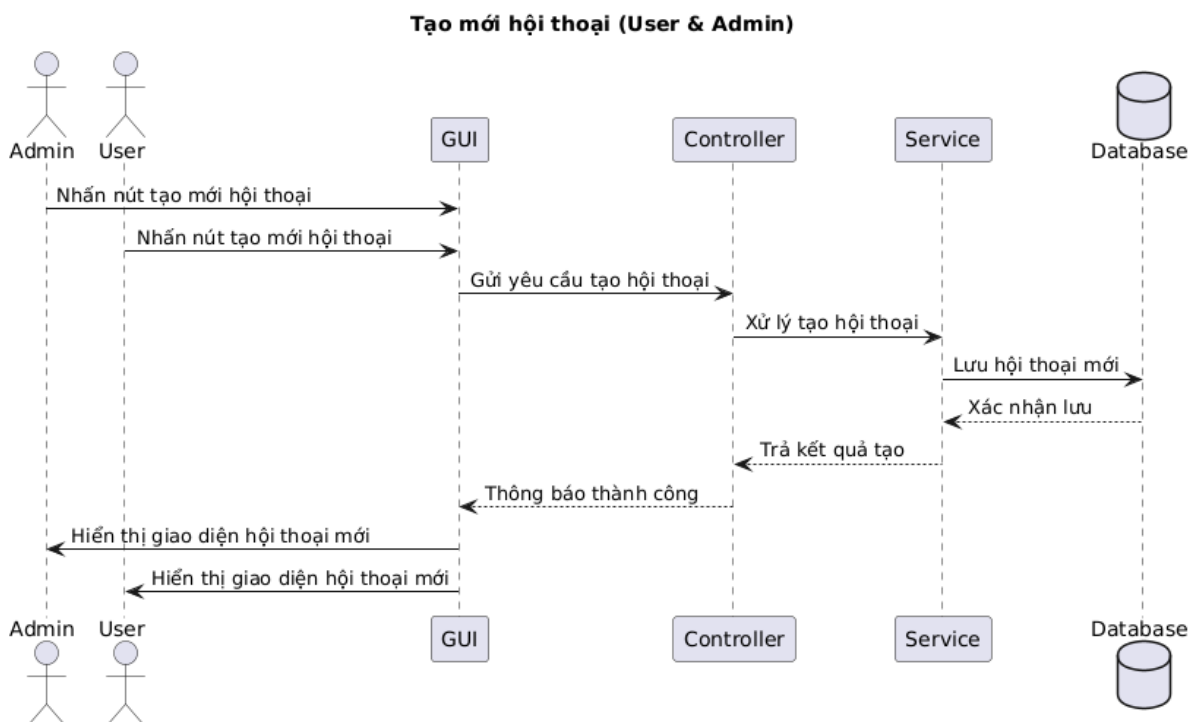 Tạo mới hội thoại (User & Admin)
Admin
User
GUI
Controller
Service
Database
Nhấn nút tạo mới hội thoại
Nhấn nút tạo mới hội thoại
Gửi yêu cầu tạo hội thoại
Xử lý tạo hội thoại
Lưu hội thoại mới
Xác nhận lưu
Trả kết quả tạo
Thông báo thành công
Hiển thị giao diện hội thoại mới
Hiển thị giao diện hội thoại mới
Admin
User
GUI
Controller
Service
Database